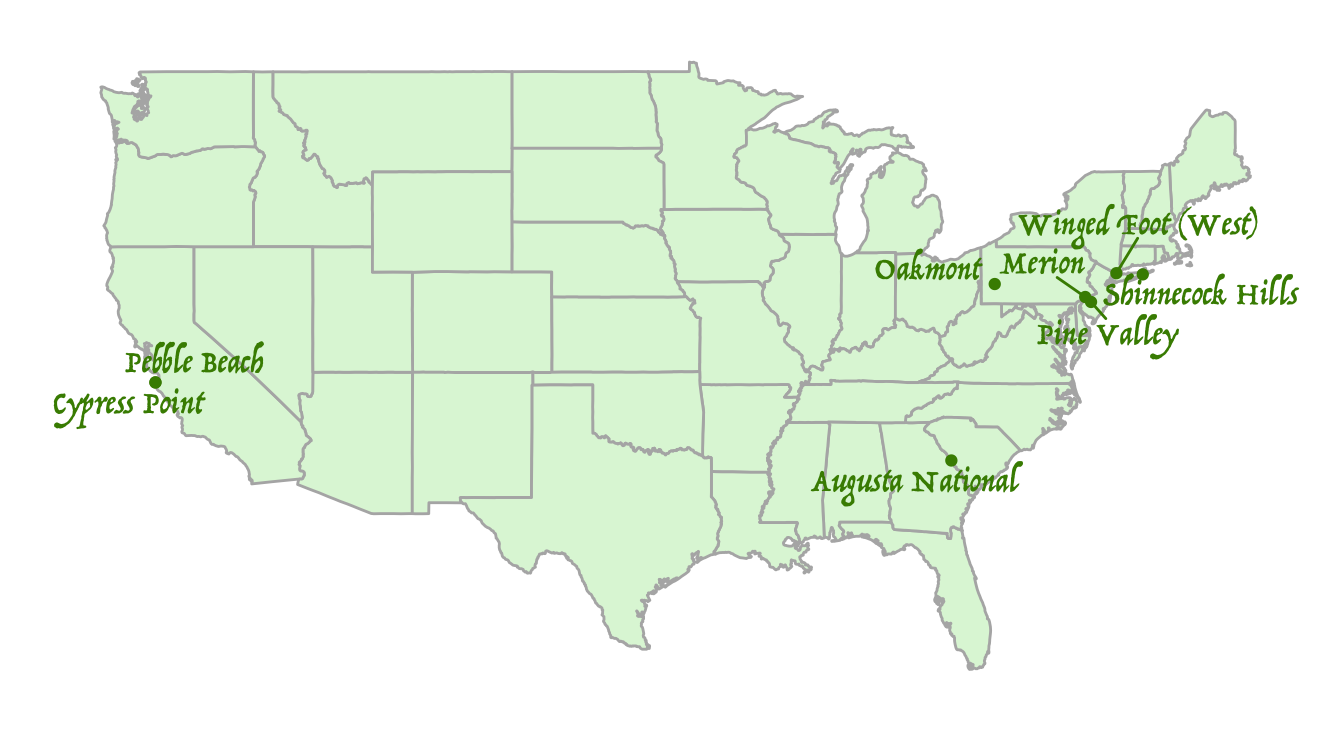 Winged Foot (West)
Oakmont
Merion
Shinnecock Hills
Pine Valley
Pebble Beach
Cypress Point
Augusta National